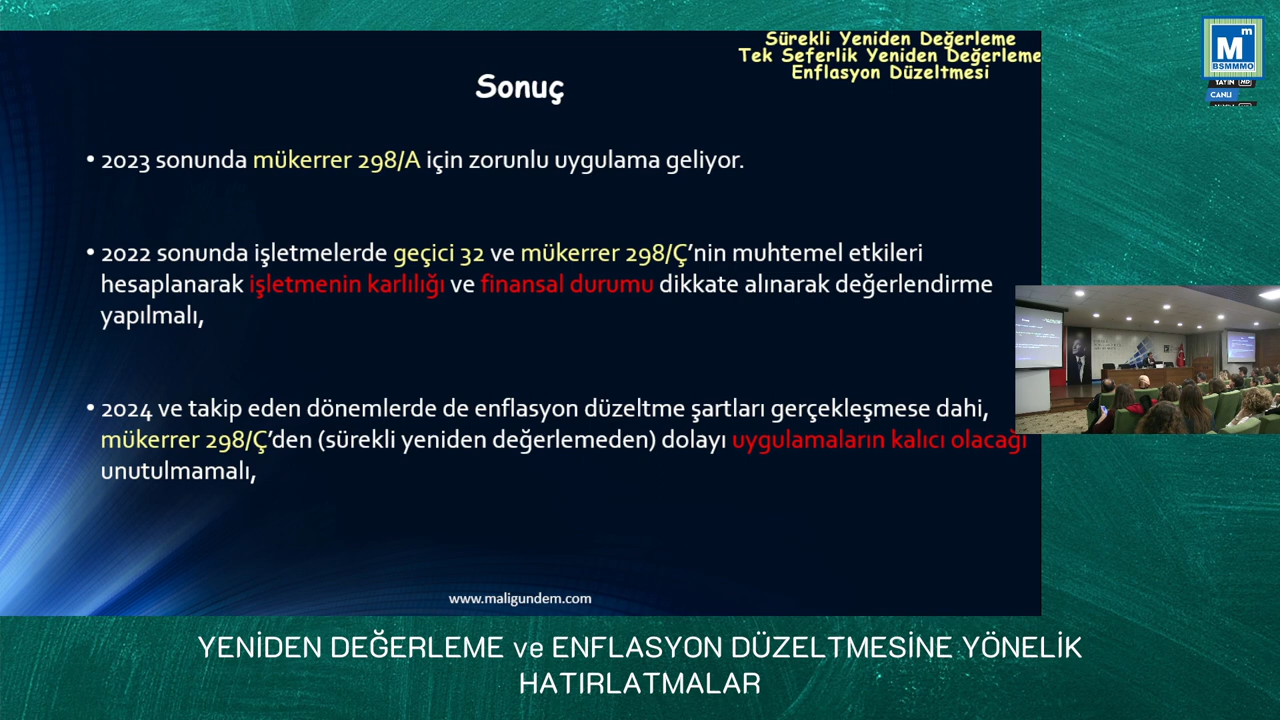 Sürekli Yeniden Değerleme
Tek Seferlik Yeniden Değerleme
Enflasyon Düzeltmesi
Sonuç
• 2023 sonunda mükerrer 298/A için zorunlu uygulama geliyor.
• 2022 sonunda işletmelerde geçici 32 ve mükerrer 298/Ç’nin muhtemel etkileri
hesaplanarak işletmenin karlılığı ve finansal durumu dikkate alınarak değerlendirme
yapılmalı,
• 2024 ve takip eden dönemlerde de enflasyon düzeltme şartları gerçekleşmese dahi,
mükerrer 298/Ç’den (sürekli yeniden değerlemeden) dolayı uygulamaların kalıcı olacağı
unutulmamalı,
www.maligundem.com
YENİDEN DEĞERLEME ve ENFLASYON DÜZELTMESİNE YÖNELİK
HATIRLATMALAR
Mm
BSMMMO
YAYIN HD
CANLI